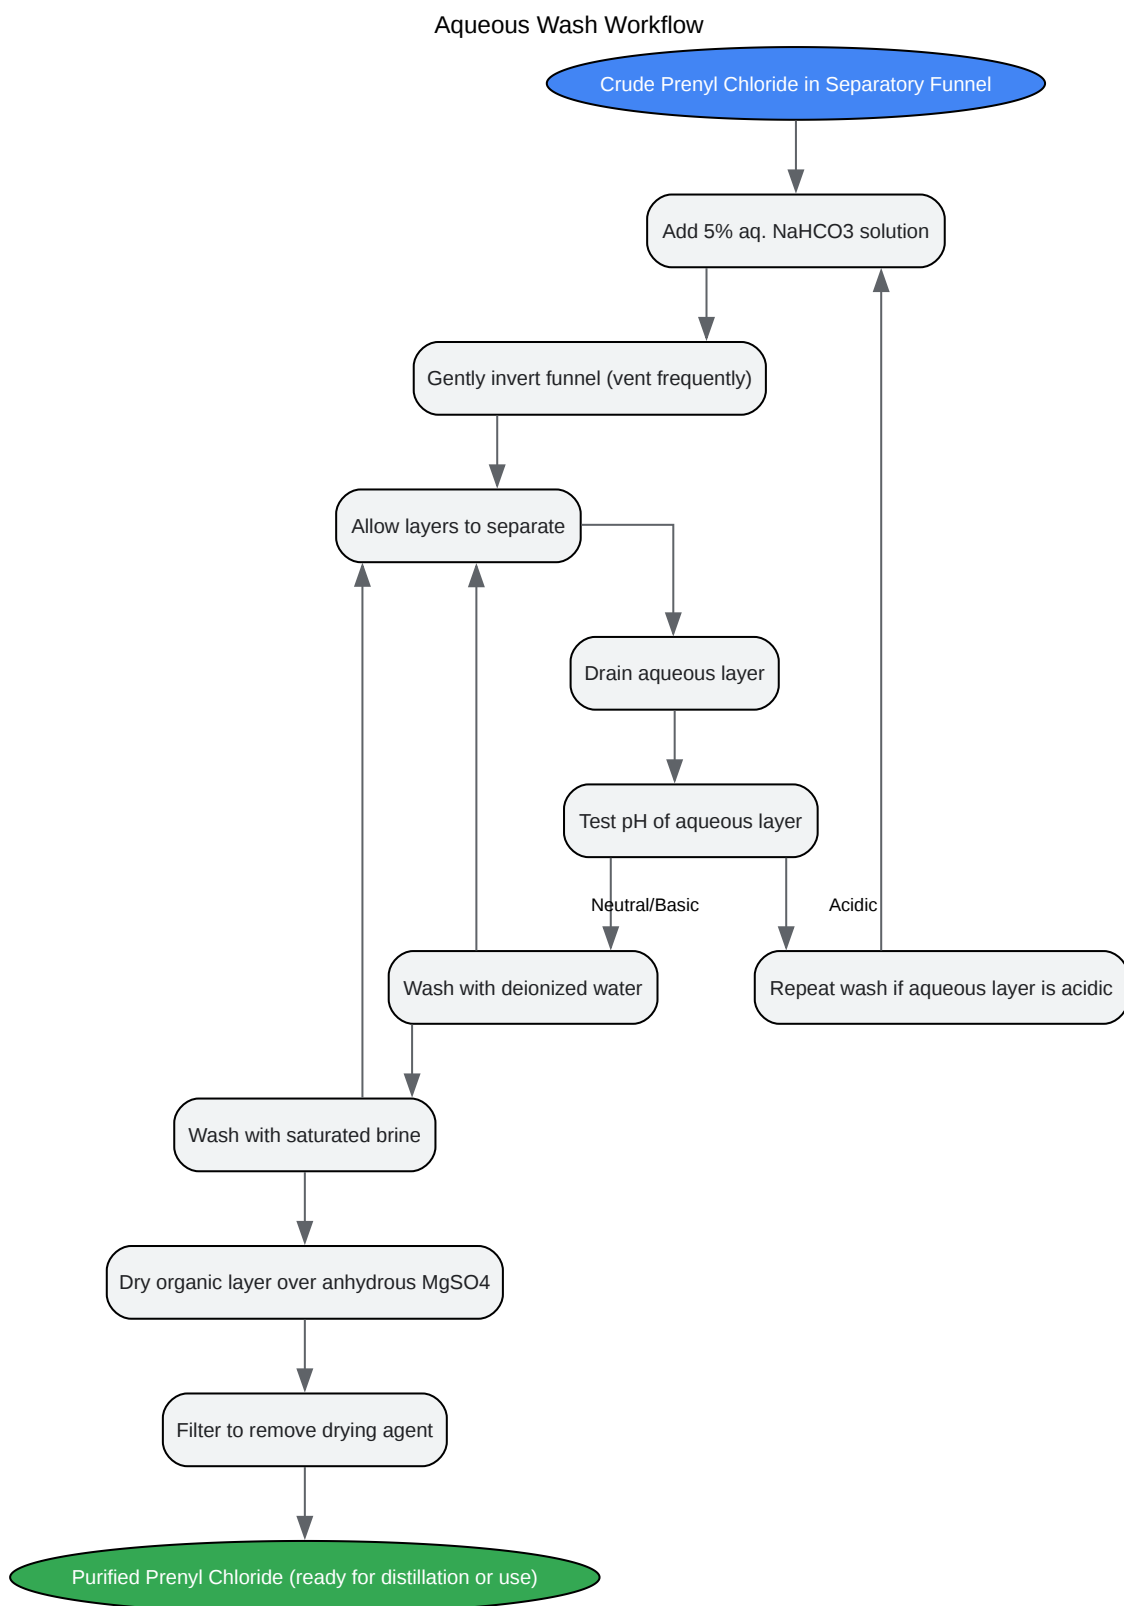 Aqueous Wash Workflow
Crude Prenyl Chloride in Separatory Funnel
Add 5% aq. NaHCO3 solution
Gently invert funnel (vent frequently)
Allow layers to separate
Drain aqueous layer
Test pH of aqueous layer
Neutral/Basic
Acidic
Wash with deionized water
Repeat wash if aqueous layer is acidic
Wash with saturated brine
Dry organic layer over anhydrous MgSO4
Filter to remove drying agent
Purified Prenyl Chloride (ready for distillation or use)